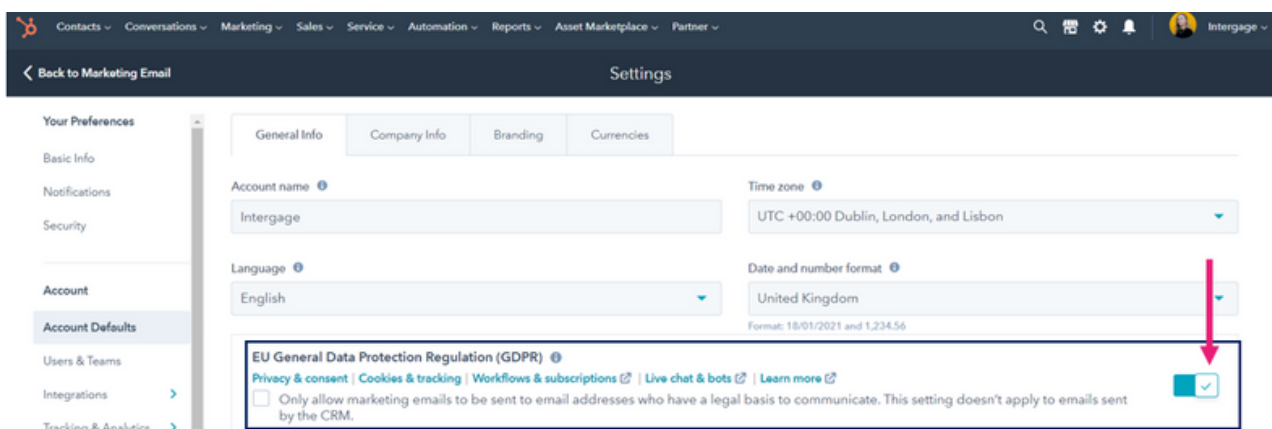 Contacts Conversations Marketing Sales Service Automation Reports Asset Marketplace Partner Intergage
Back to Marketing Email
Settings
Your Preferences
Basic Info
Notifications
Security
Account
Account Defaults
Users & Teams
Integrations
Tracking & Analytics
General Info Company Info Branding Currencies
Account name
Time zone
Intergage
UTC +00:00 Dublin, London, and Lisbon
Language
Date and number format
English
United Kingdom
Format: 18/01/2021 and 1,234.56
EU General Data Protection Regulation (GDPR)
Privacy & consent | Cookies & tracking | Workflows & subscriptions | Live chat & bots | Learn more
Only allow marketing emails to be sent to email addresses who have a legal basis to communicate. This setting doesn't apply to emails sent
by the CRM.